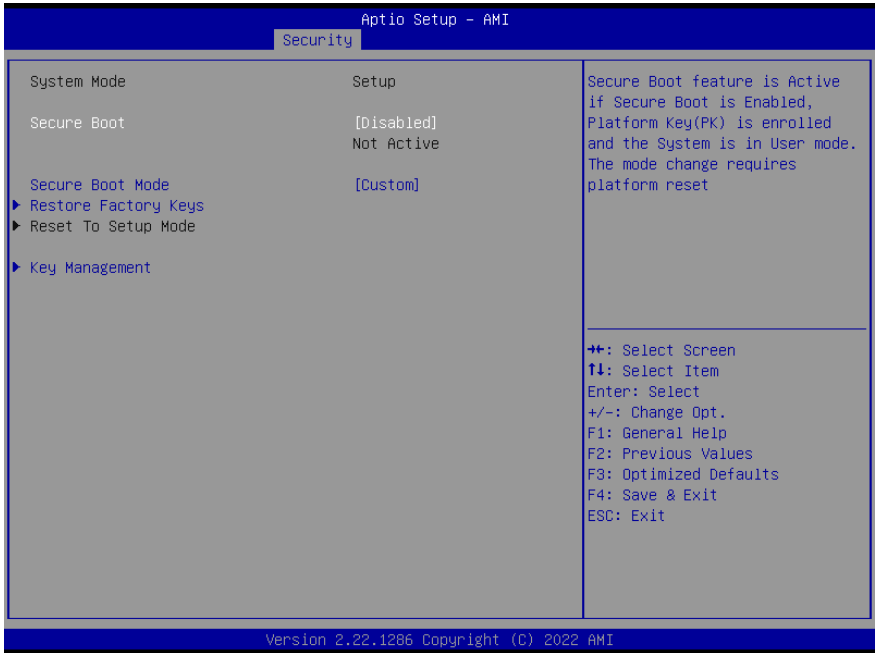 Aptio Setup – AMI
Security
System Mode Setup
Secure Boot [Disabled]
Not Active
Secure Boot Mode [Custom]
Restore Factory Keys
Reset To Setup Mode
Key Management
Secure Boot feature is Active
if Secure Boot is Enabled,
Platform Key(PK) is enrolled
and the System is in User mode.
The mode change requires
platform reset
→←: Select Screen
↑↓: Select Item
Enter: Select
+/-: Change Opt.
F1: General Help
F2: Previous Values
F3: Optimized Defaults
F4: Save & Exit
ESC: Exit
Version 2.22.1286 Copyright (C) 2022 AMI